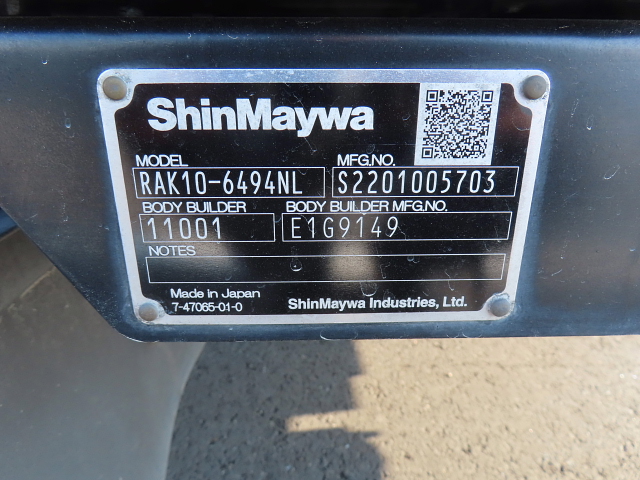 ShinMaywa
MODEL MFG.NO.
RAK10-6494NL S2201005703
BODY BUILDER BODY BUILDER MFG.NO.
11001 E1G9149
NOTES
Made in Japan
7-47065-01-0 ShinMaywa Industries, Ltd.